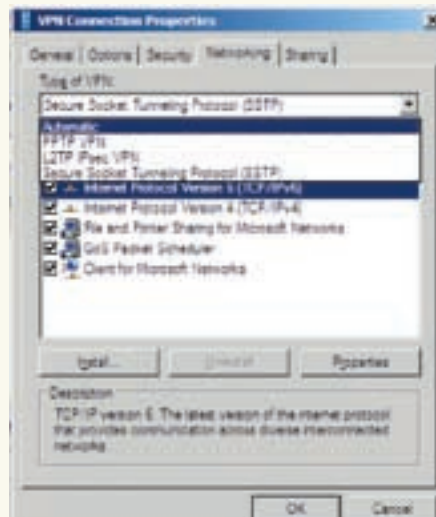 VPN Connection Properties
General | Options | Security | Networking | Sharing
Type of VPN:
Secure Socket Tunneling Protocol (SSTP)
Automatic
PPTP VPN
L2TP IPsec VPN
Secure Socket Tunneling Protocol (SSTP)
Internet Protocol Version 6 (TCP/IPv6)
Internet Protocol Version 4 (TCP/IPv4)
File and Printer Sharing for Microsoft Networks
QoS Packet Scheduler
Client for Microsoft Networks
Install... Uninstall Properties
Description
TCP/IP version 6. The latest version of the internet protocol
that provides communication across diverse interconnected
networks.
OK Cancel